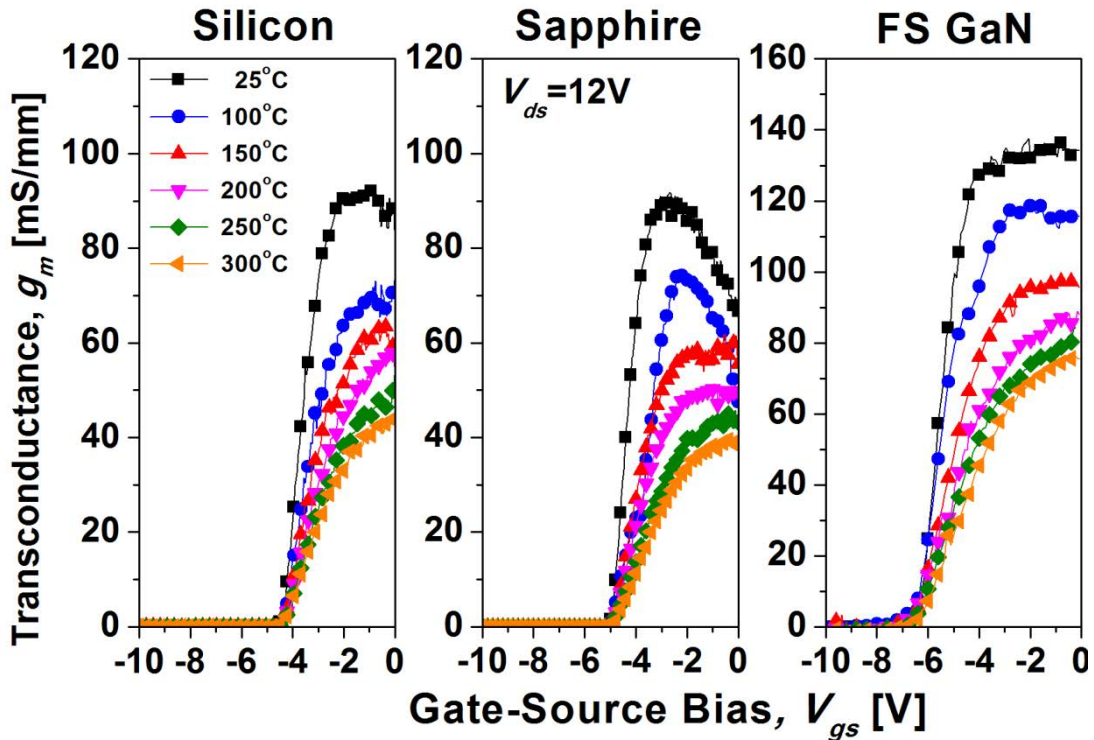 Silicon Sapphire FS GaN
120 120 160
100 100 140
80 80 120
60 60 100
40 40 80
20 20 60
0 0 40
20
0
25°C
100°C
150°C
200°C
250°C
300°C
V_ds=12V
Transconductance, g_m [mS/mm]
-10 -8 -6 -4 -2 0 -10 -8 -6 -4 -2 0 -10 -8 -6 -4 -2 0
Gate-Source Bias, V_gs [V]